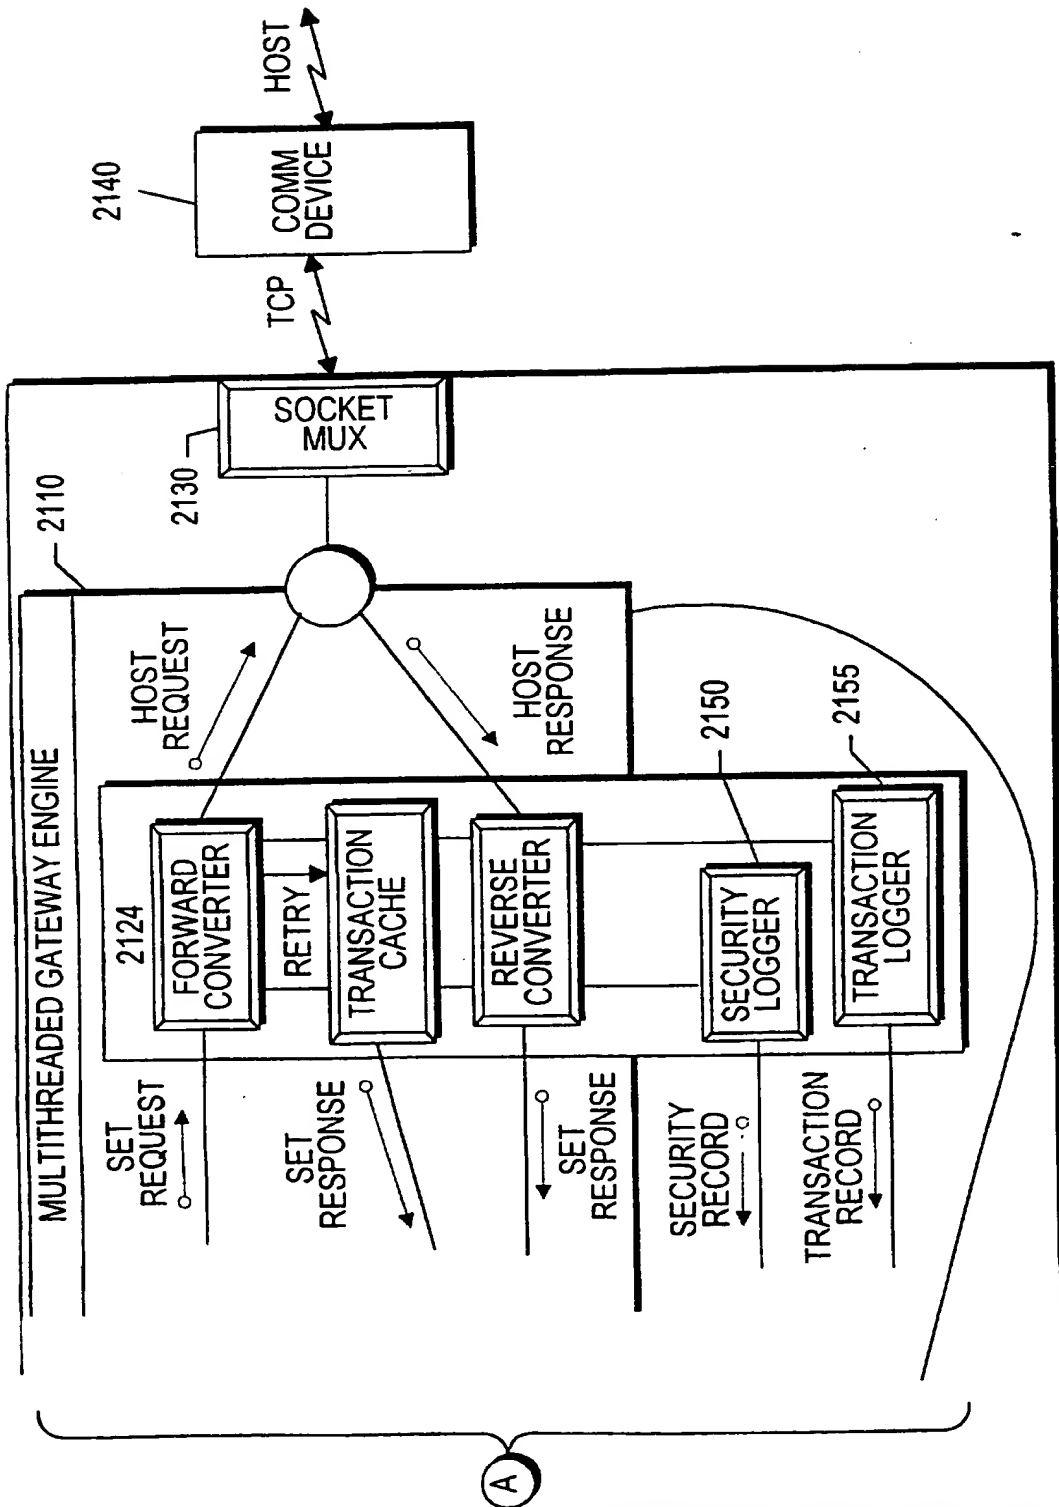 MULTITHREADED GATEWAY ENGINE
2110
2124
SET
REQUEST
FORWARD
CONVERTER
HOST
REQUEST
RETRY
SET
RESPONSE
TRANSACTION
CACHE
HOST
RESPONSE
REVERSE
CONVERTER
SET
RESPONSE
2130
SOCKET
MUX
TCP
2140
COMM
DEVICE
HOST
SECURITY
RECORD
SECURITY
LOGGER
2150
TRANSACTION
RECORD
TRANSACTION
LOGGER
2155
A